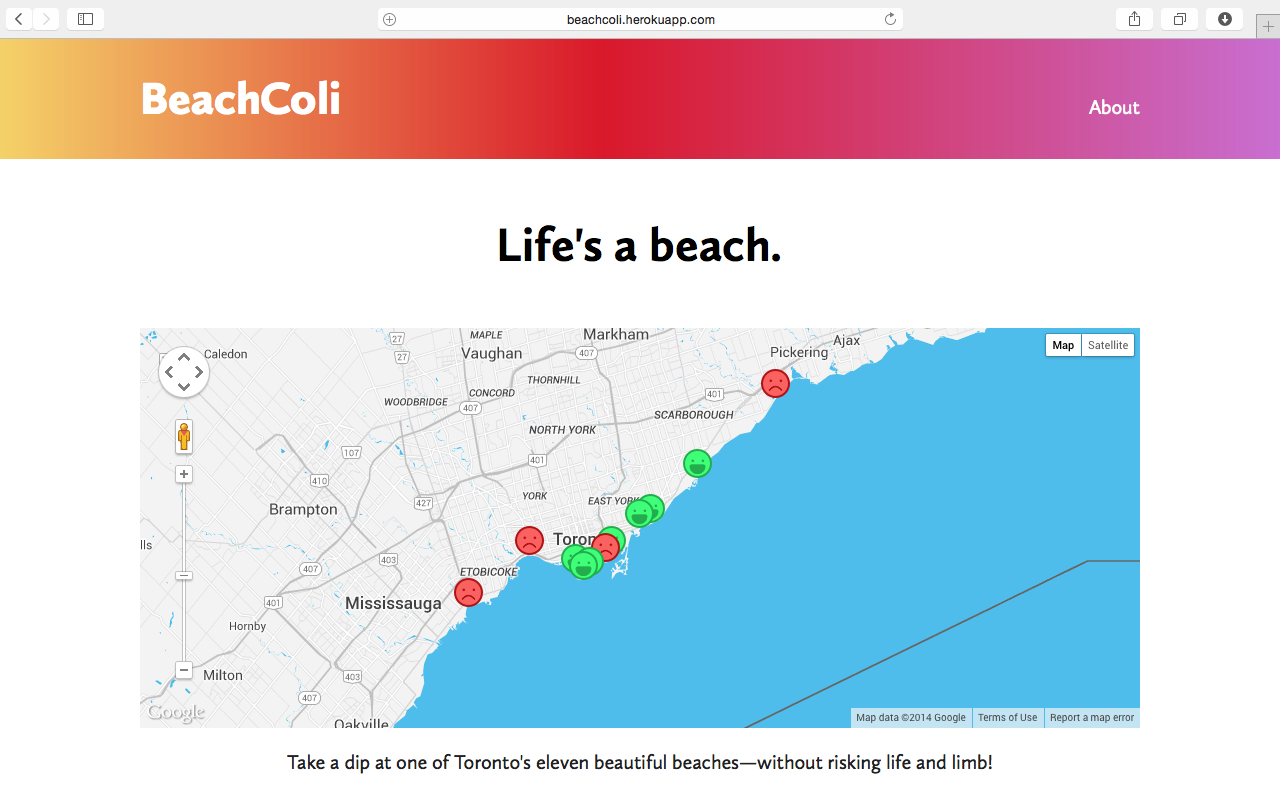 beachcoli.herokuapp.com
BeachColi
About
Life's a beach.
Markham
MAPLE
27
407
Ajax
Caledon
27
Vaughan
Pickering
Map
Satellite
THORNHILL
CONCORD
401
WOODBRIDGE
407
SCARBOROUGH
NORTH YORK
107
401
410
YORK
EAST YORK
427
Brampton
lls
403
407
ETOBICOKE
401
Mississauga
Hornby
Milton
403
407
Oakville
Google
Map data ©2014 Google
Terms of Use
Report a map error
Take a dip at one of Toronto's eleven beautiful beaches—without risking life and limb!